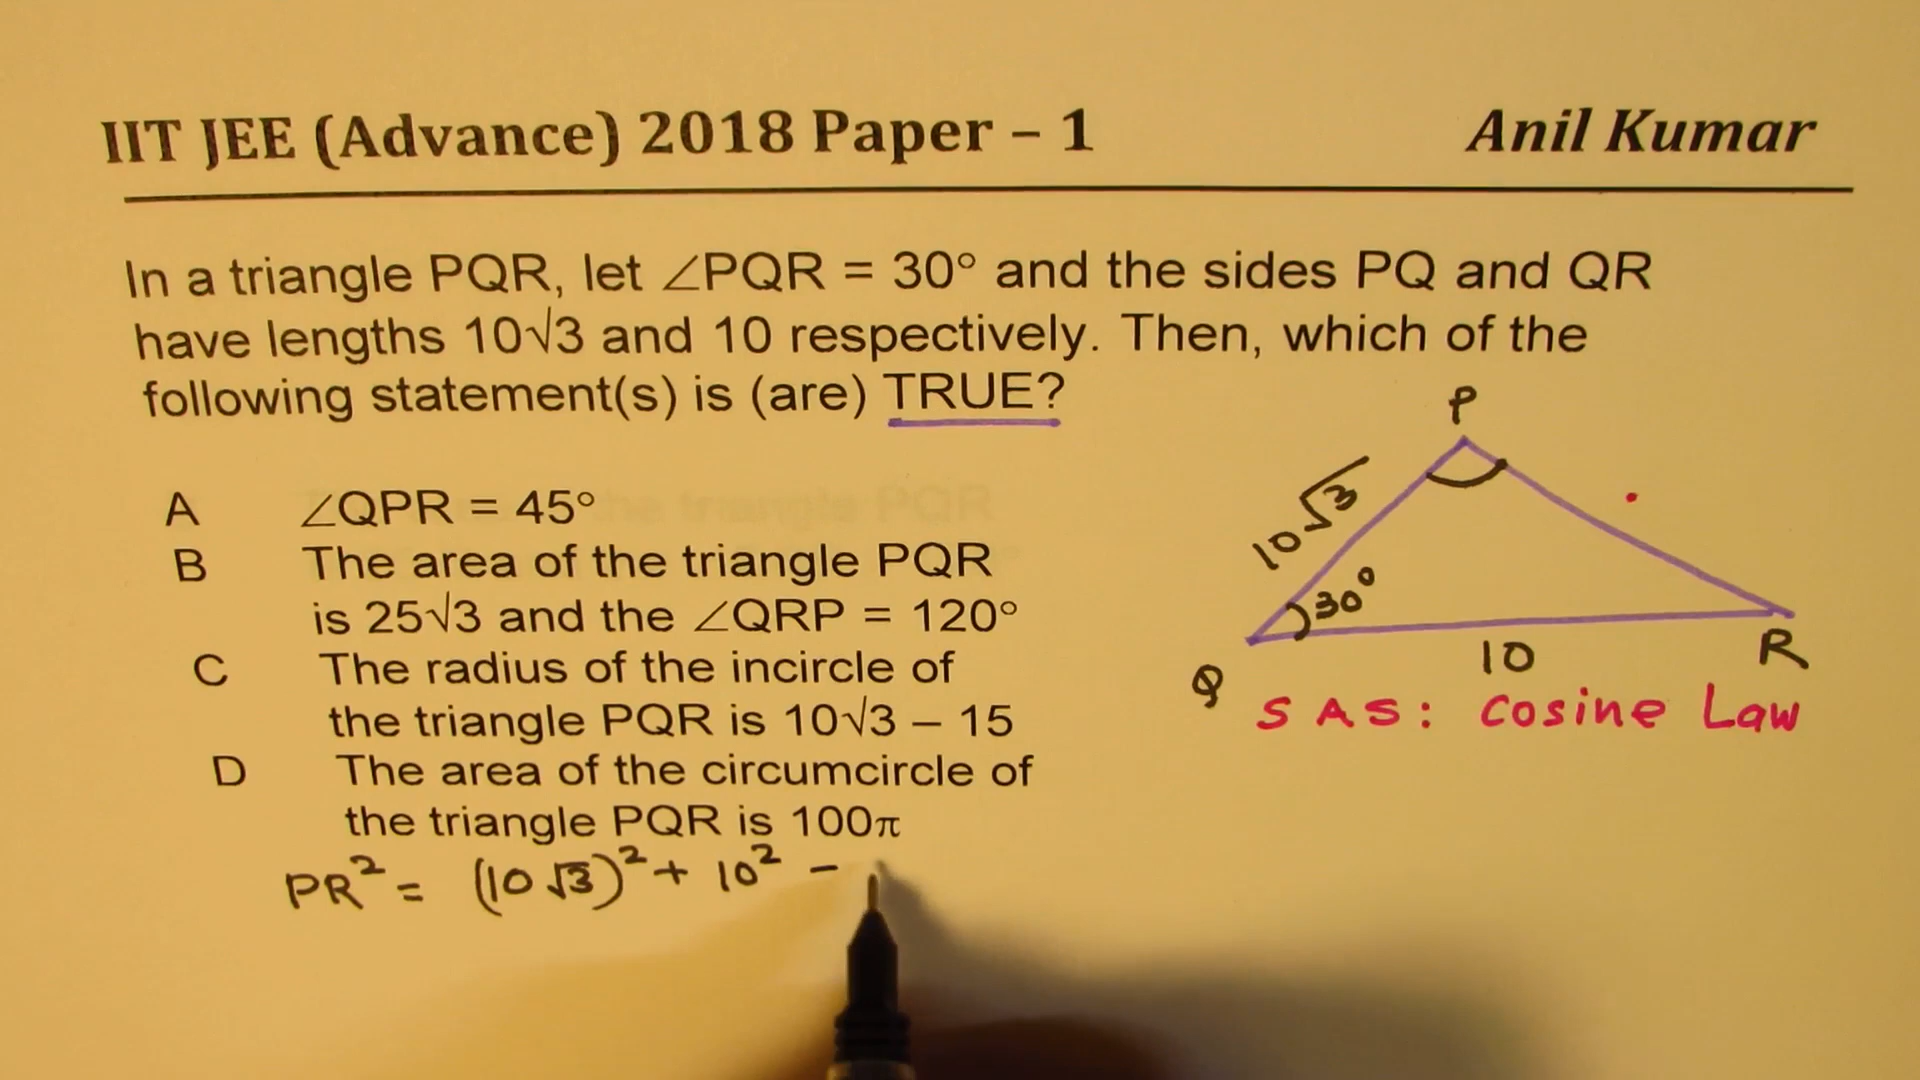 IIT JEE (Advance) 2018 Paper – 1 Anil Kumar
In a triangle PQR, let ∠PQR = 30° and the sides PQ and QR
have lengths 10√3 and 10 respectively. Then, which of the
following statement(s) is (are) TRUE?
A ∠QPR = 45°
B The area of the triangle PQR
is 25√3 and the ∠QRP = 120°
C The radius of the incircle of
the triangle PQR is 10√3 – 15
D The area of the circumcircle of
the triangle PQR is 100π
PR² = (10√3)² + 10² –
P
10√3
30°
10
R
Q
SAS: Cosine Law